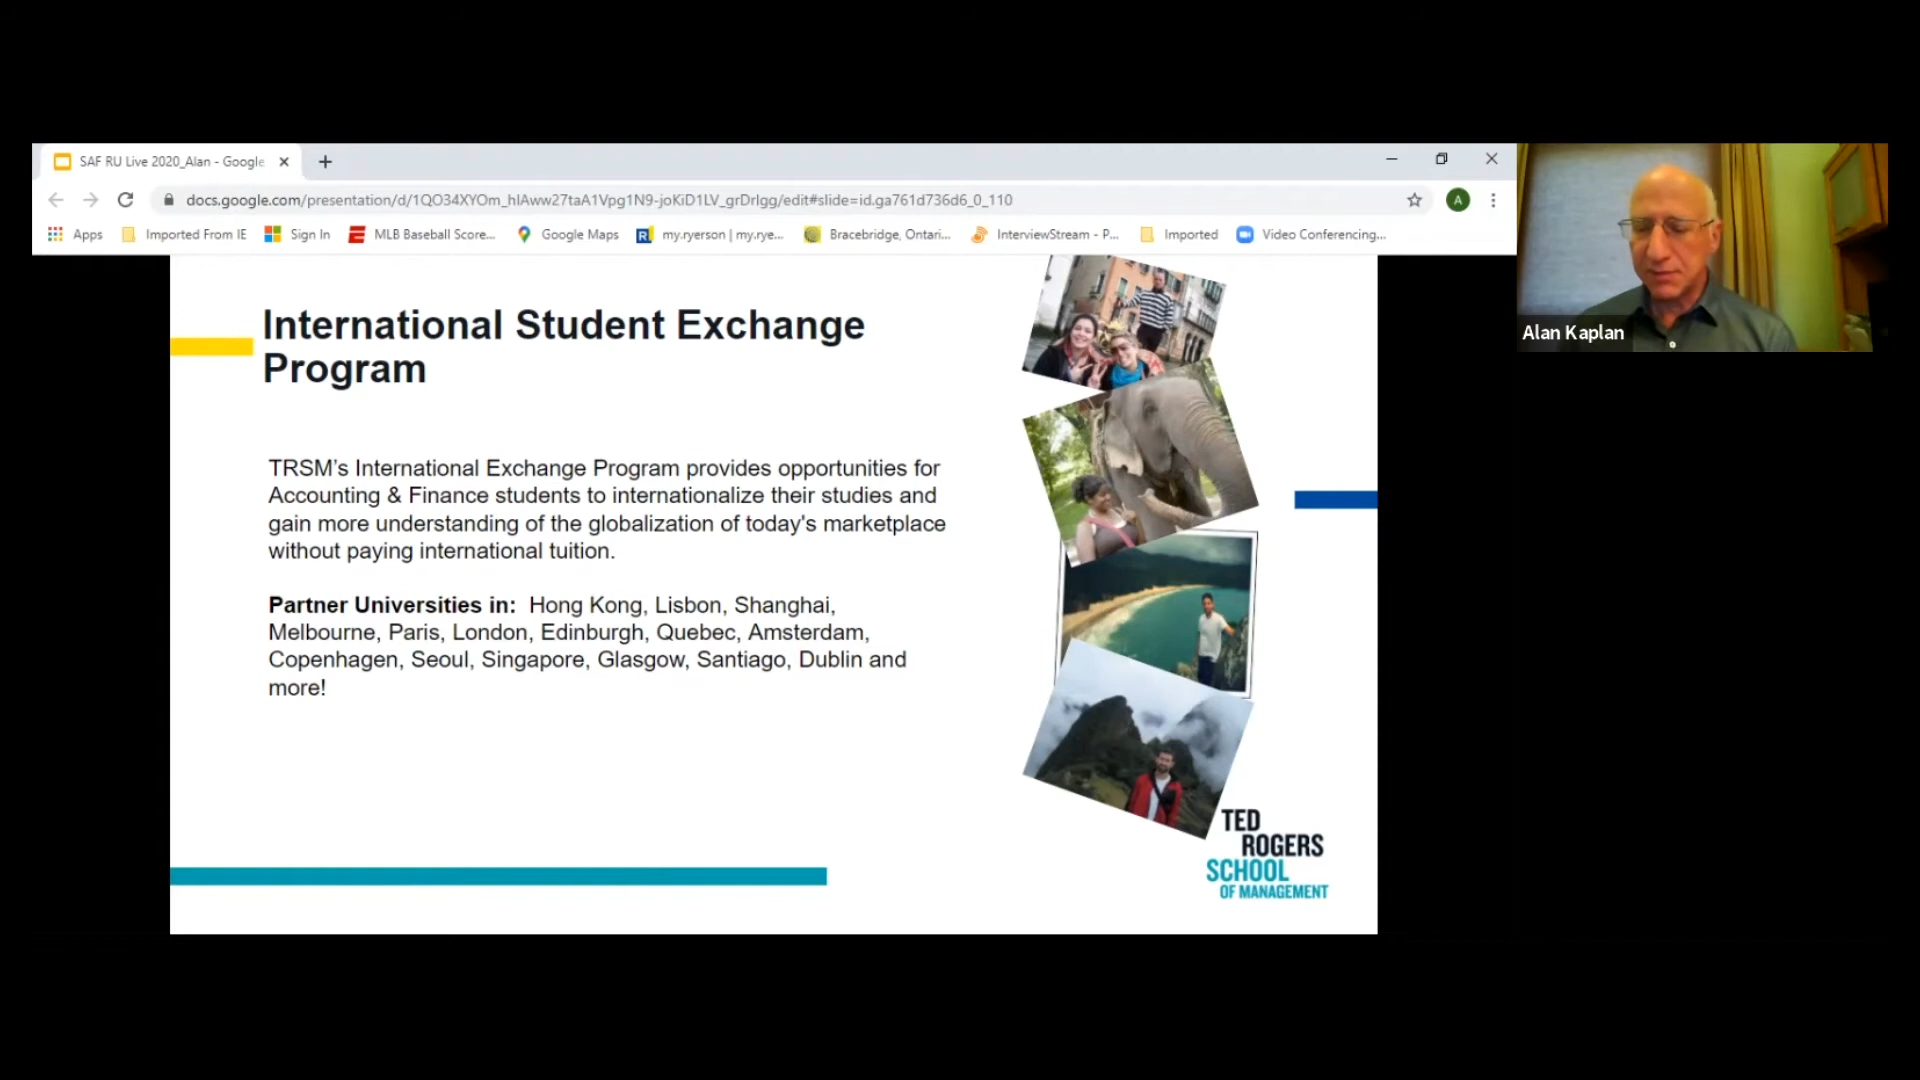 SAF RU Live 2020_Alan - Google
docs.google.com/presentation/d/1QO34XYOm_hIAww27taA1Vpg1N9-joKiD1LV_grDrIgg/edit#slide=id.ga761d736d6_0_110
A
Apps Imported From IE Sign In MLB Baseball Score... Google Maps my.ryerson | my.rye... Bracebridge, Ontari... InterviewStream - P... Imported Video Conferencing...
Alan Kaplan
International Student Exchange
Program
TRSM's International Exchange Program provides opportunities for
Accounting & Finance students to internationalize their studies and
gain more understanding of the globalization of today's marketplace
without paying international tuition.
Partner Universities in: Hong Kong, Lisbon, Shanghai,
Melbourne, Paris, London, Edinburgh, Quebec, Amsterdam,
Copenhagen, Seoul, Singapore, Glasgow, Santiago, Dublin and
more!
TED
ROGERS
SCHOOL
OF MANAGEMENT